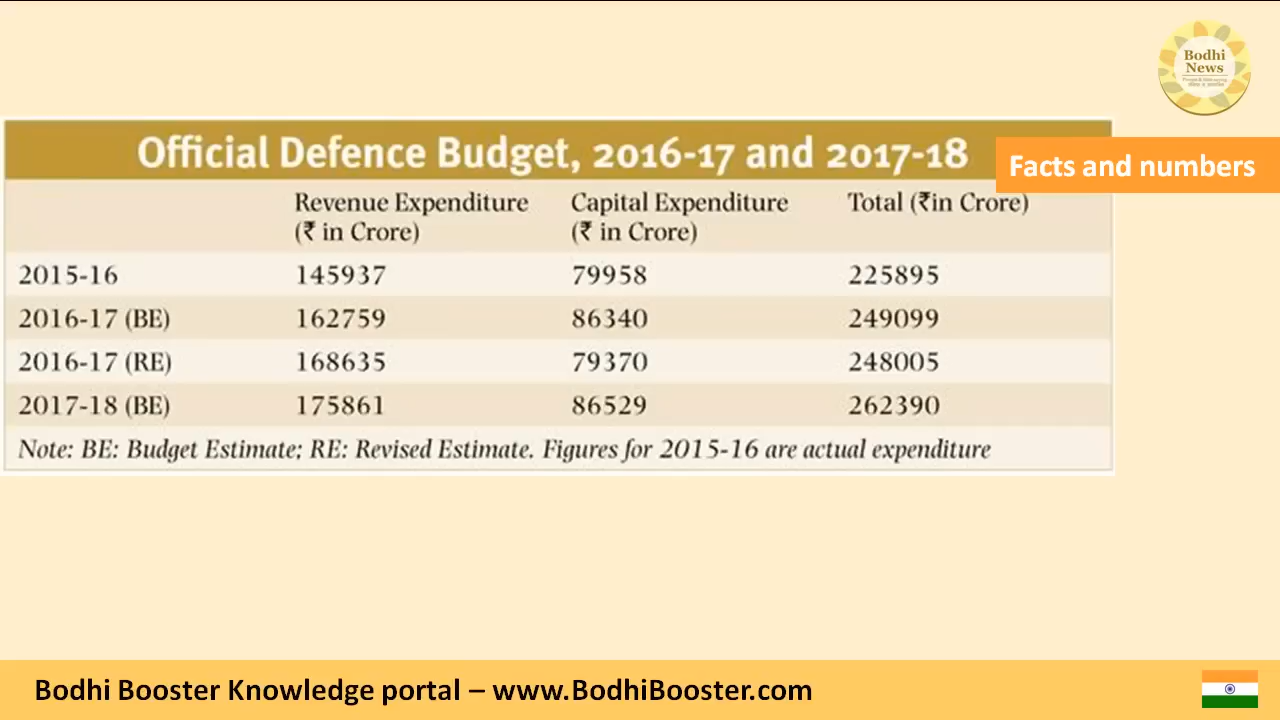 Bodhi
News
Official Defence Budget, 2016-17 and 2017-18
Facts and numbers
Revenue Expenditure (₹ in Crore) Capital Expenditure (₹ in Crore) Total (₹in Crore)
2015-16 145937 79958 225895
2016-17 (BE) 162759 86340 249099
2016-17 (RE) 168635 79370 248005
2017-18 (BE) 175861 86529 262390
Note: BE: Budget Estimate; RE: Revised Estimate. Figures for 2015-16 are actual expenditure
Bodhi Booster Knowledge portal – www.BodhiBooster.com